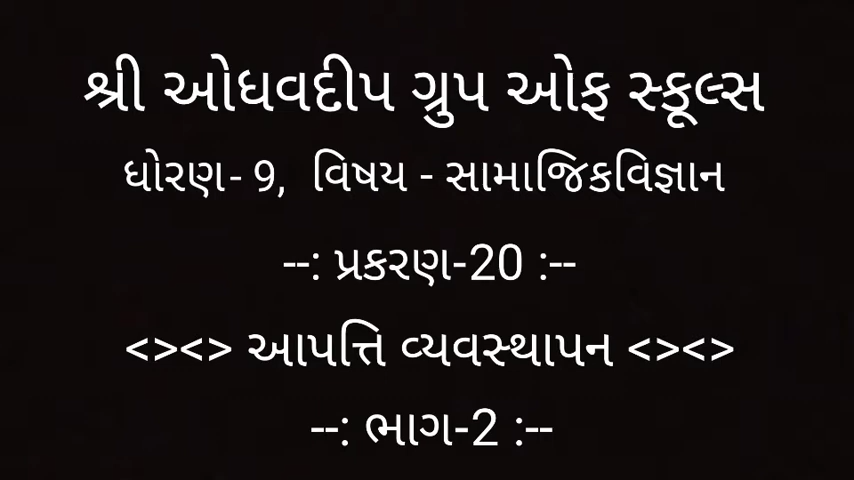 શ્રી ઓધવદીપ ગ્રુપ ઓફ સ્કૂલ્સ
ધોરણ- 9, વિષય - સામાજિકવિજ્ઞાન
--: પ્રકરણ-20 :--
<><> આપત્તિ વ્યવસ્થાપન <><>
--: ભાગ-2 :--